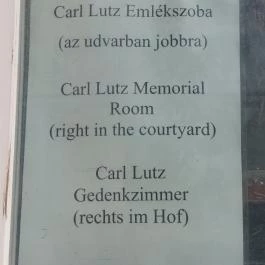 Carl Lutz Emlékszoba
(az udvarban jobbra)
Carl Lutz Memorial
Room
(right in the courtyard)
Carl Lutz
Gedenkzimmer
(rechts im Hof)